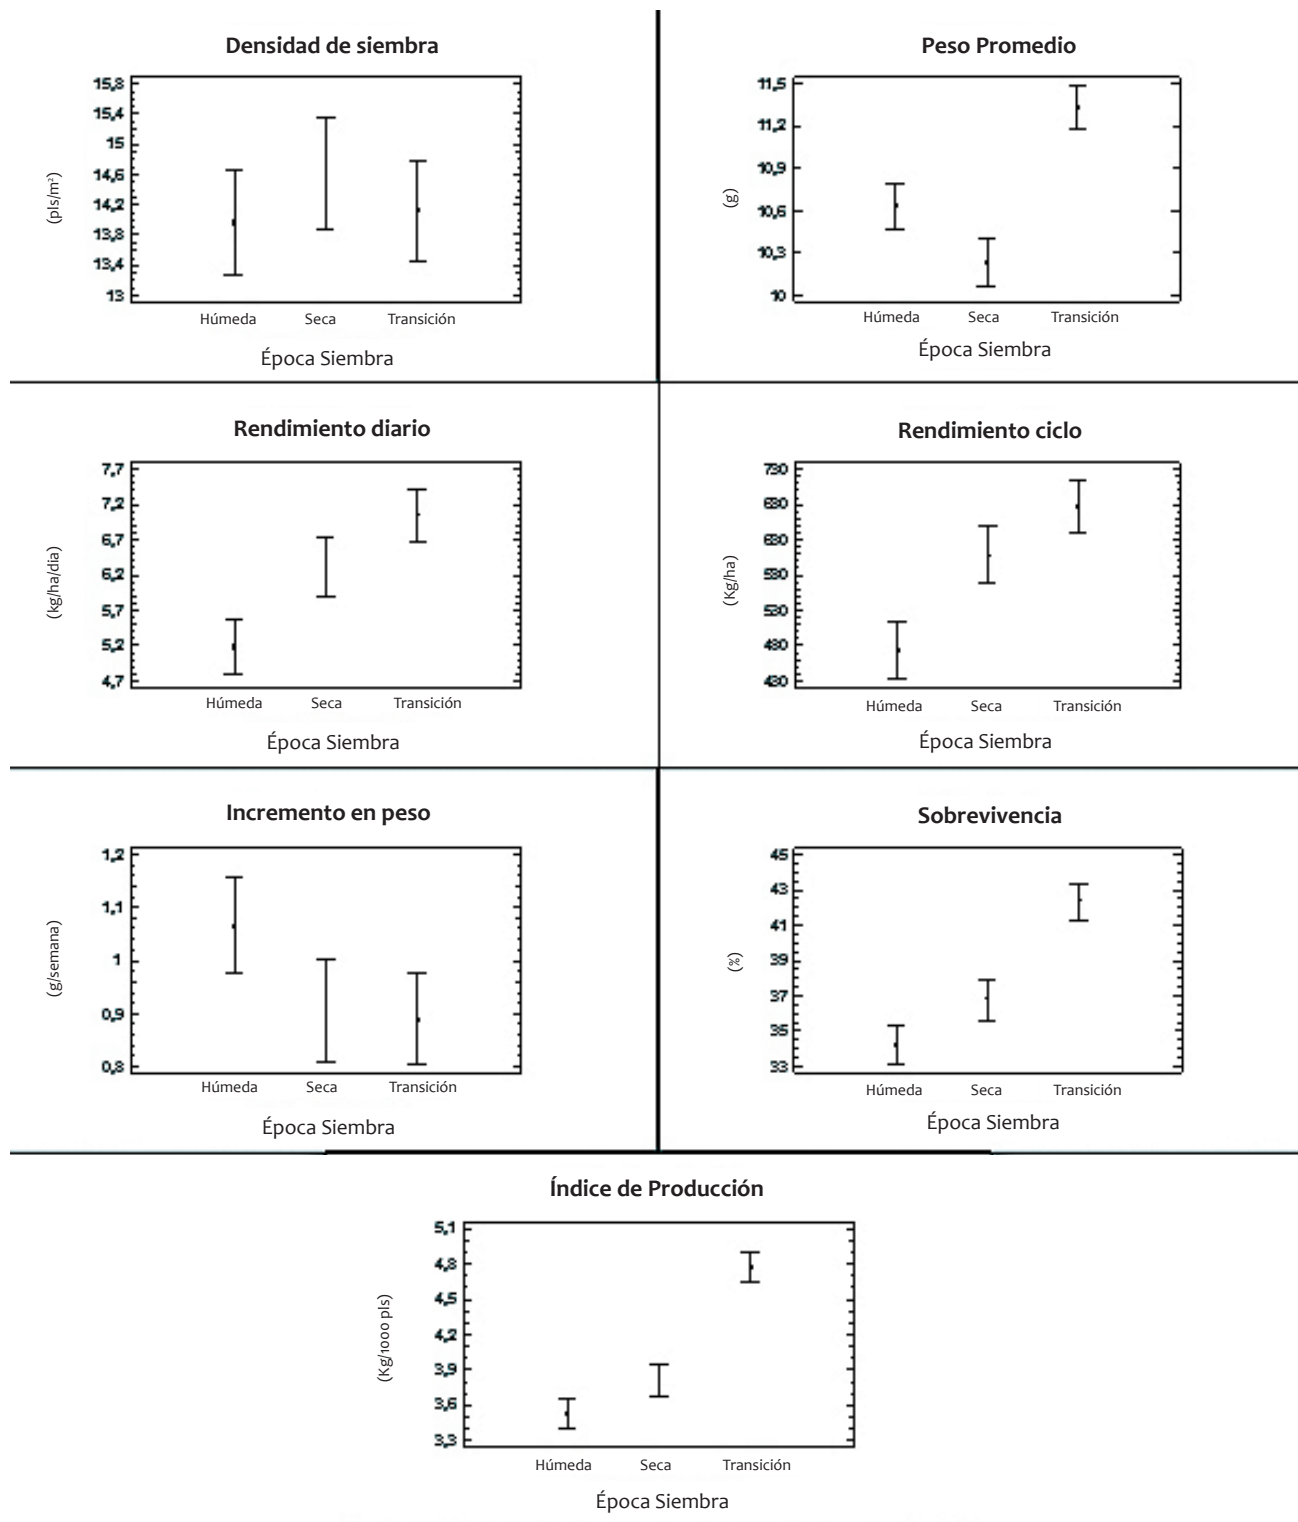 Densidad de siembra
15,8
15,4
15
14,6
14,2
13,8
13,4
13
(pls/m²)
Húmeda Seca Transición
Época Siembra
Peso Promedio
11,5
11,2
10,9
10,6
10,3
10
(g)
Húmeda Seca Transición
Época Siembra
Rendimiento diario
7,7
7,2
6,7
6,2
5,7
5,2
4,7
(kg/ha/dia)
Húmeda Seca Transición
Época Siembra
Rendimiento ciclo
730
680
630
580
530
480
430
(Kg/ha)
Húmeda Seca Transición
Época Siembra
Incremento en peso
1,2
1,1
1
0,9
0,8
(g/semana)
Húmeda Seca Transición
Época Siembra
Sobrevivencia
45
43
41
39
37
35
33
(%)
Húmeda Seca Transición
Época Siembra
Índice de Producción
5,1
4,8
4,5
4,2
3,9
3,6
3,3
(Kg/1000 pls)
Húmeda Seca Transición
Época Siembra